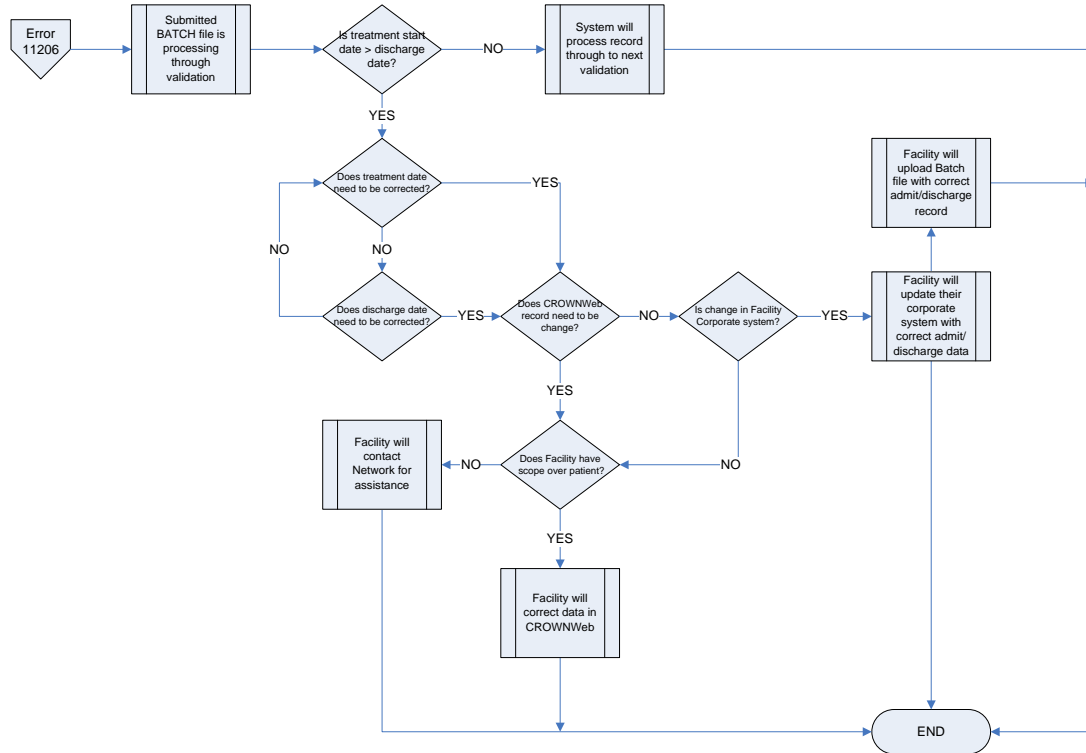 Error
11206
Submitted
BATCH file is
processing
through
validation
Is treatment start
date > discharge
date?
NO
System will
process record
through to next
validation
YES
Does treatment date
need to be corrected?
YES
Facility will
upload Batch
file with correct
admit/discharge
record
NO
NO
Does discharge date
need to be corrected?
YES
Does CROWNWeb
record need to be
change?
NO
Is change in Facility
Corporate system?
YES
Facility will
update their
corporate
system with
correct admit/
discharge data
YES
Facility will
contact
Network for
assistance
NO
Does Facility have
scope over patient?
NO
YES
Facility will
correct data in
CROWNWeb
END